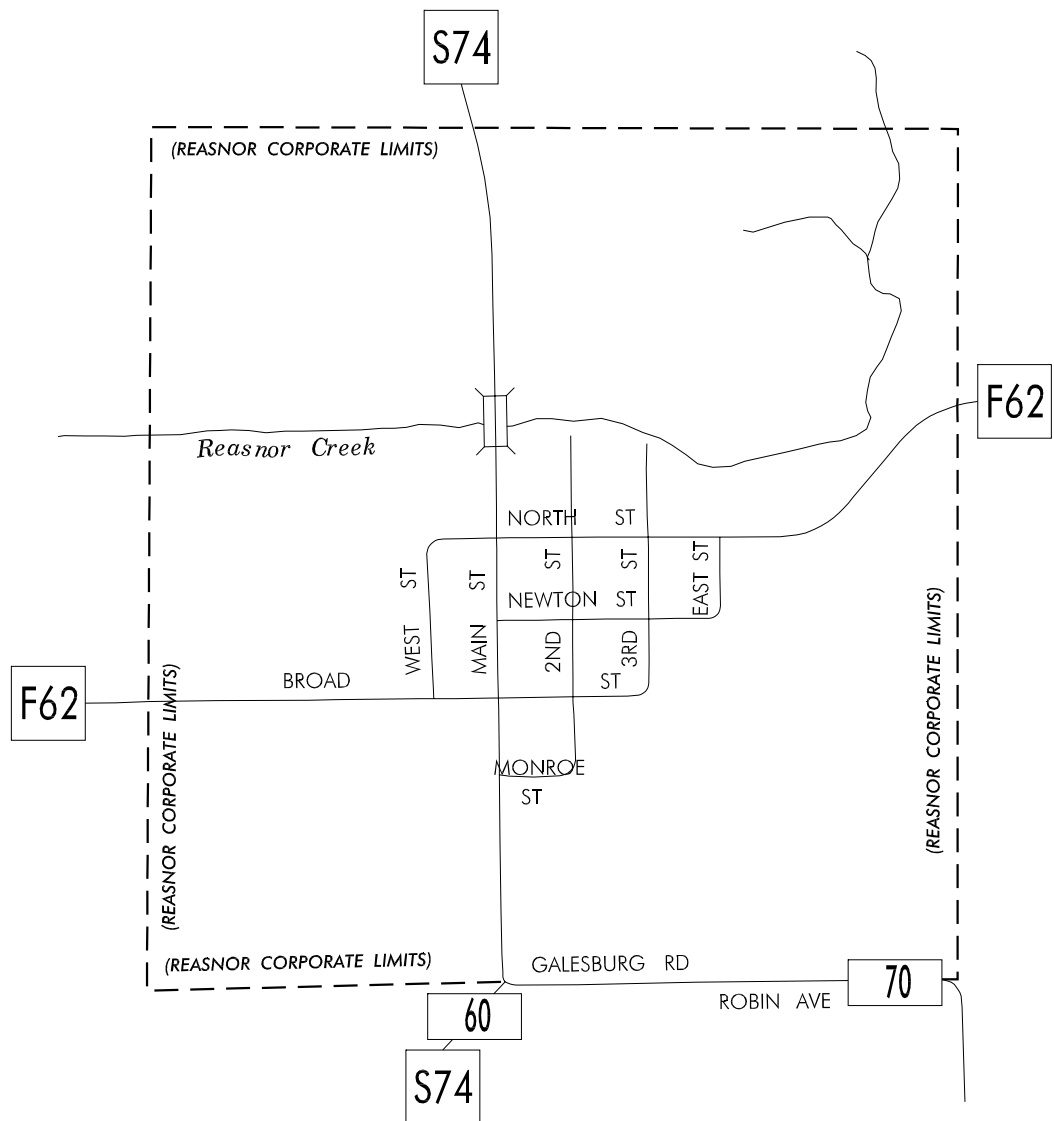 S74
(REASNOR CORPORATE LIMITS)
F62
Reasnor Creek
NORTH ST
WEST ST
MAIN ST
2ND ST
3RD ST
EAST ST
NEWTON ST
(REASNOR CORPORATE LIMITS)
F62
BROAD ST
(REASNOR CORPORATE LIMITS)
MONROE
ST
(REASNOR CORPORATE LIMITS)
GALESBURG RD
70
ROBIN AVE
60
S74